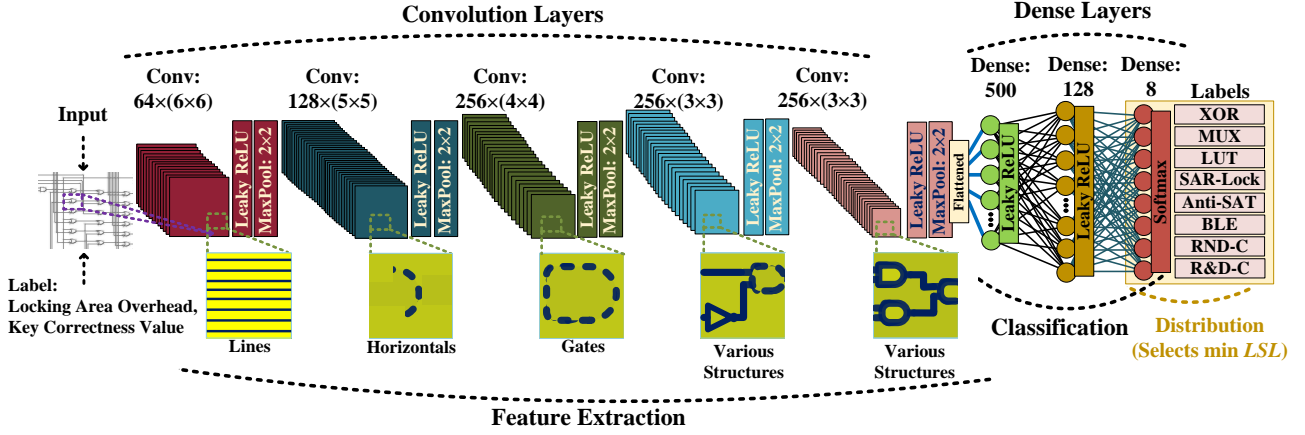 Convolution Layers
Dense Layers
Conv:
64×(6×6)
Conv:
128×(5×5)
Conv:
256×(4×4)
Conv:
256×(3×3)
Conv:
256×(3×3)
Dense:
500
Dense:
128
Dense:
8
Labels
Input
Leaky ReLU
MaxPool: 2×2
Leaky ReLU
MaxPool: 2×2
Leaky ReLU
MaxPool: 2×2
Leaky ReLU
MaxPool: 2×2
Leaky ReLU
MaxPool: 2×2
Flattened
Leaky ReLU
Leaky ReLU
Softmax
XOR
MUX
LUT
SAR-Lock
Anti-SAT
BLE
RND-C
R&D-C
Label:
Locking Area Overhead,
Key Correctness Value
Lines
Horizontals
Gates
Various
Structures
Various
Structures
Classification
Distribution
(Selects min LSL)
Feature Extraction